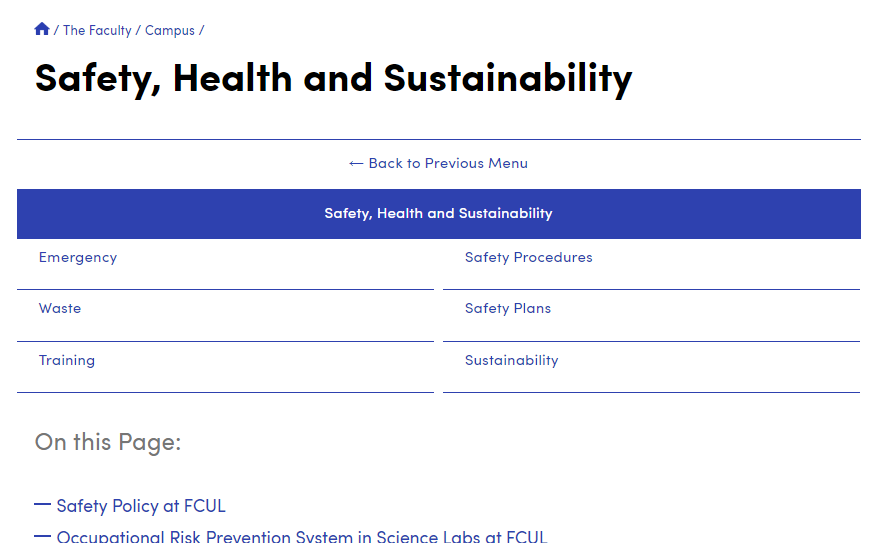 / The Faculty / Campus /
Safety, Health and Sustainability
← Back to Previous Menu
Safety, Health and Sustainability
Emergency
Safety Procedures
Waste
Safety Plans
Training
Sustainability
On this Page:
— Safety Policy at FCUL
— Occupational Risk Prevention System in Science Labs at FCUL